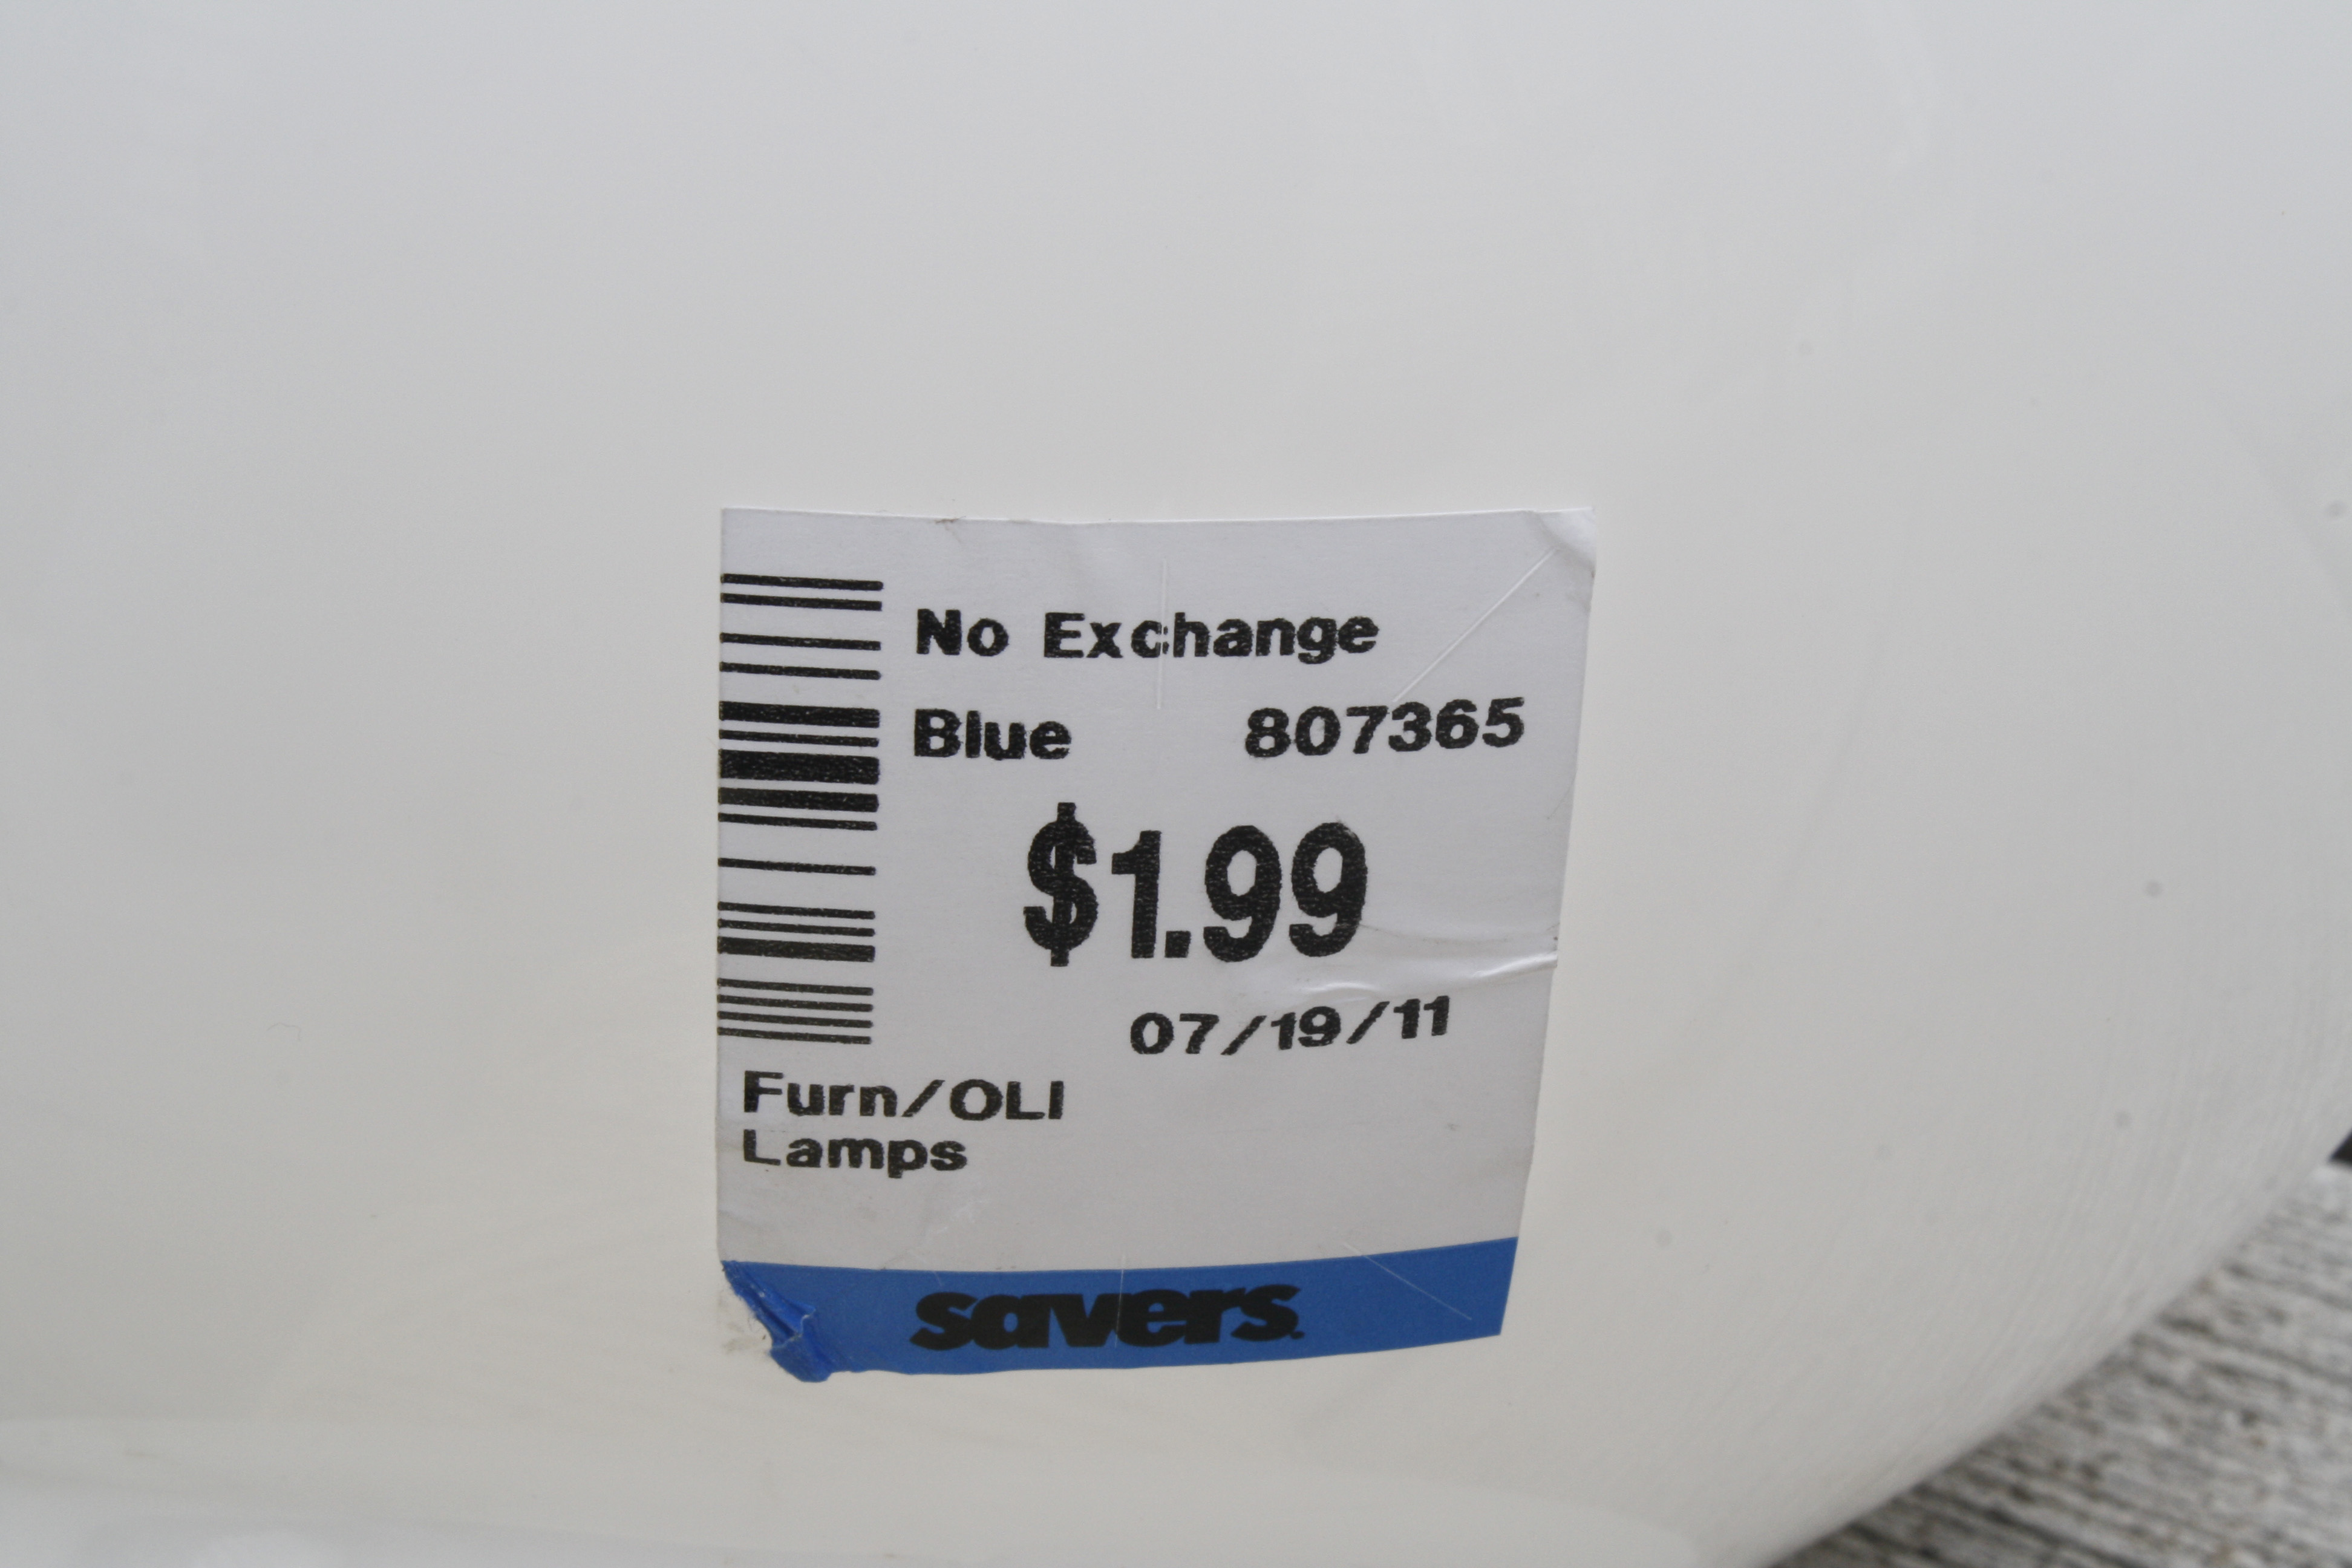 No Exchange
Blue 807365
$1.99
07/19/11
Furn/OLI
Lamps
savers.